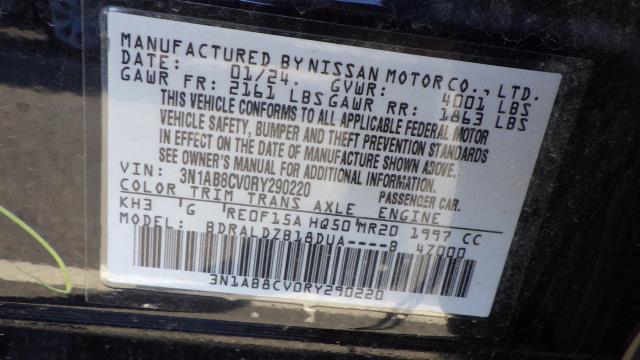 MANUFACTURED BY NISSAN MOTOR CO., LTD.
DATE: 01/24 GVWR: 4001 LBS
GAWR FR: 2161 LBS GAWR RR: 1863 LBS
THIS VEHICLE CONFORMS TO ALL APPLICABLE FEDERAL MOTOR
VEHICLE SAFETY, BUMPER AND THEFT PREVENTION STANDARDS
IN EFFECT ON THE DATE OF MANUFACTURE SHOWN ABOVE.
SEE OWNER'S MANUAL FOR ADDITIONAL INFORMATION.
VIN: 3N1AB8CV0RY290220 PASSENGER CAR.
COLOR TRIM TRANS AXLE ENGINE
KH3 G RE0F15A HQ50 MR20 1997 CC
MODEL: BDRALDZB18DUA----B 47000
3N1AB8CV0RY290220